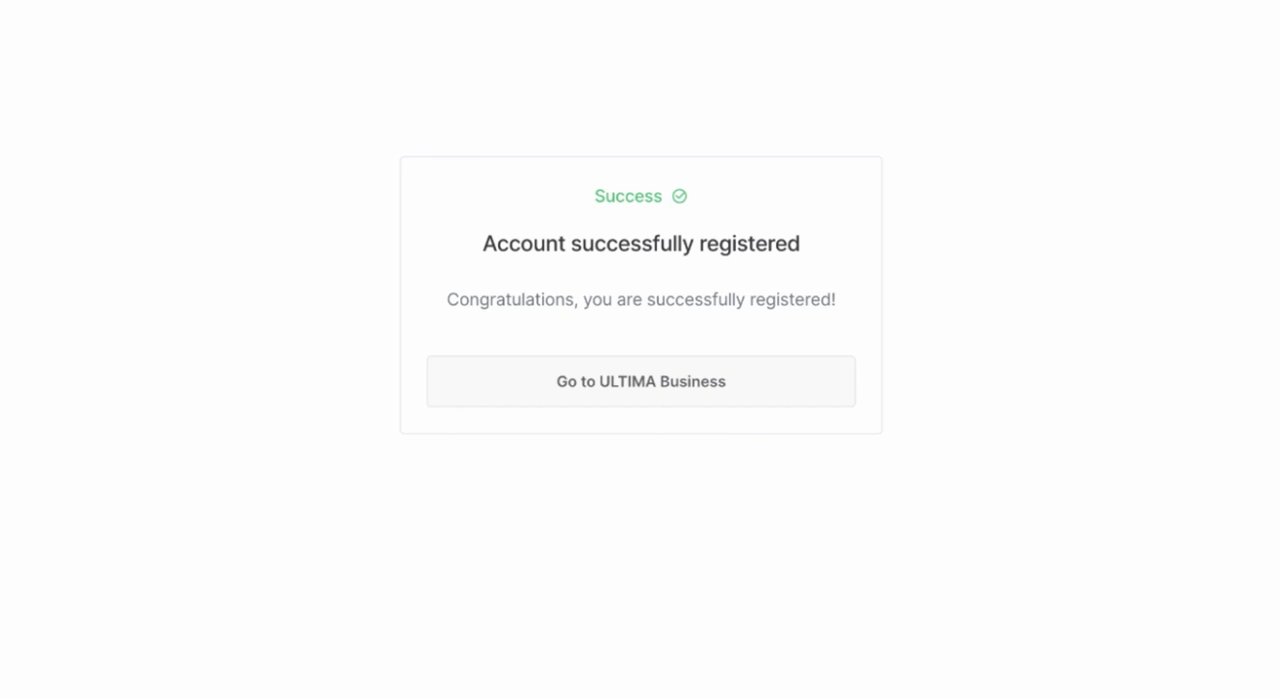 Success
Account successfully registered
Congratulations, you are successfully registered!
Go to ULTIMA Business